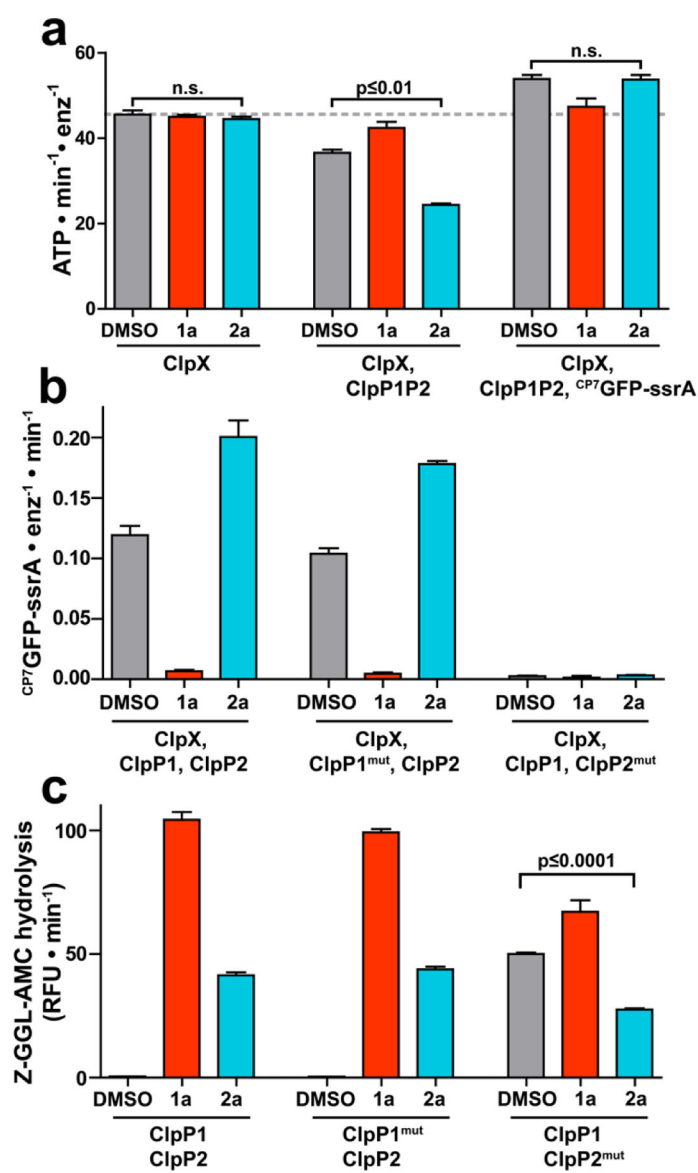 a
ATP • min⁻¹• enz⁻¹
60
40
20
0
n.s.
p≤0.01
n.s.
DMSO 1a 2a DMSO 1a 2a DMSO 1a 2a
ClpX ClpX, ClpX,
ClpP1P2 ClpP1P2, ᶜᴾ⁷GFP-ssrA
b
ᶜᴾ⁷GFP-ssrA • enz⁻¹ • min⁻¹
0.20
0.15
0.10
0.05
0.00
DMSO 1a 2a DMSO 1a 2a DMSO 1a 2a
ClpX, ClpX, ClpX,
ClpP1, ClpP2 ClpP1ᵐᵘᵗ, ClpP2 ClpP1, ClpP2ᵐᵘᵗ
c
Z-GGL-AMC hydrolysis
(RFU • min⁻¹)
100
50
0
p≤0.0001
DMSO 1a 2a DMSO 1a 2a DMSO 1a 2a
ClpP1 ClpP1ᵐᵘᵗ ClpP1
ClpP2 ClpP2 ClpP2ᵐᵘᵗ